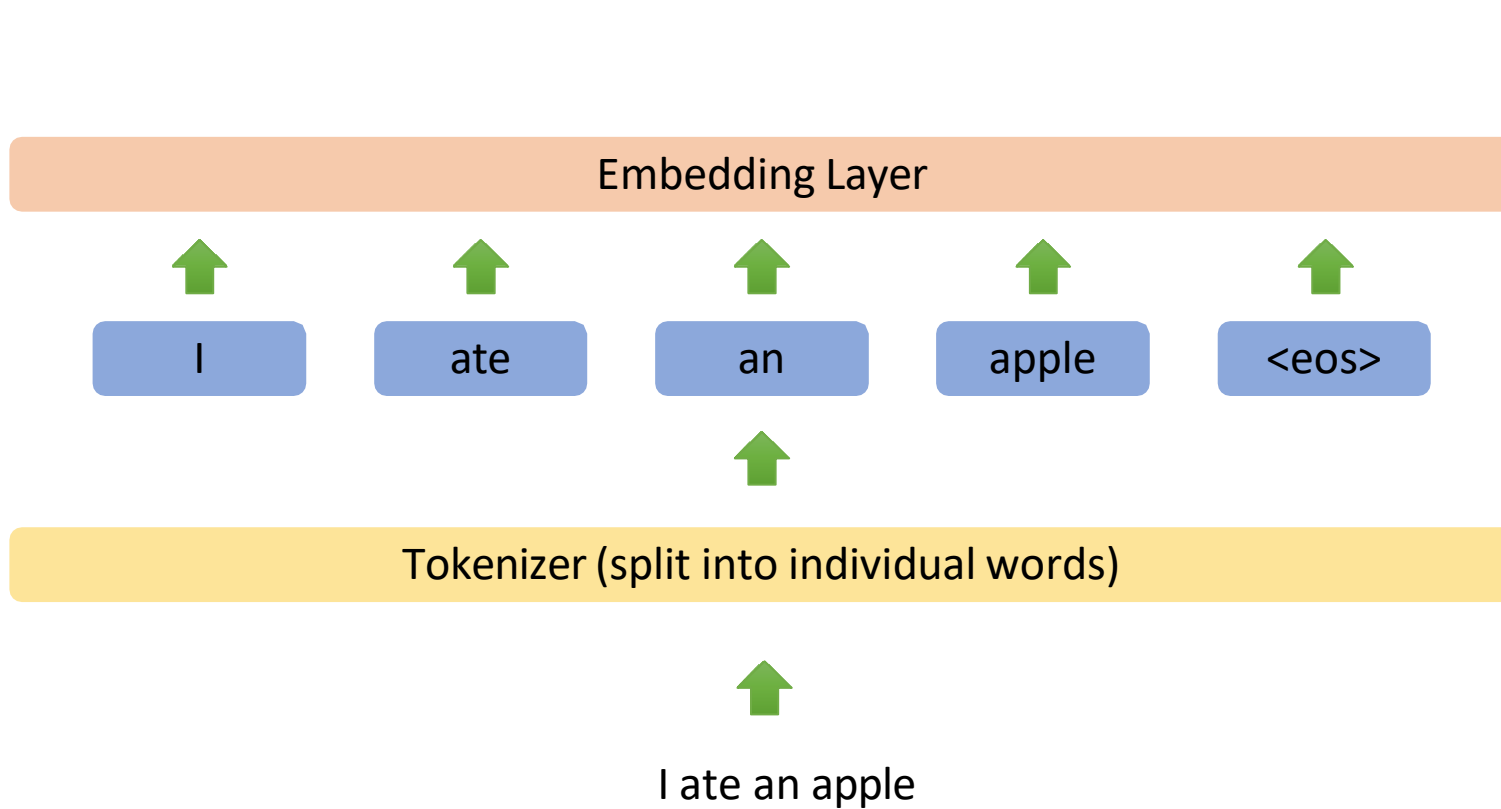 Embedding Layer
I ate an apple <eos>
Tokenizer (split into individual words)
I ate an apple